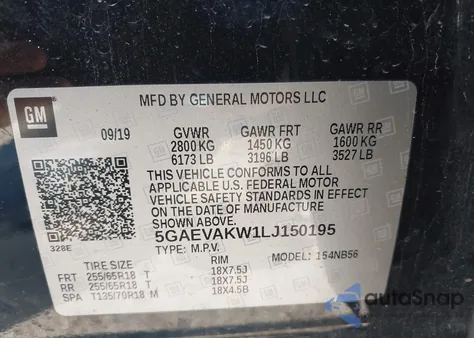 GM
MFD BY GENERAL MOTORS LLC
09/19 GVWR GAWR FRT GAWR RR
2800 KG 1450 KG 1600 KG
6173 LB 3196 LB 3527 LB
THIS VEHICLE CONFORMS TO ALL
APPLICABLE U.S. FEDERAL MOTOR
VEHICLE SAFETY STANDARDS IN EFFECT
ON THE DATE OF MANUFACTURE
SHOWN ABOVE.
5GAEVAKW1LJ150195
328E TYPE: M.P.V. MODEL: 154NB56
TIRE SIZE RIM
FRT 255/65R18 T 18X7.5J
RR 255/65R18 T 18X7.5J
SPA T135/70R18 M 18X4.5B
autoSnap